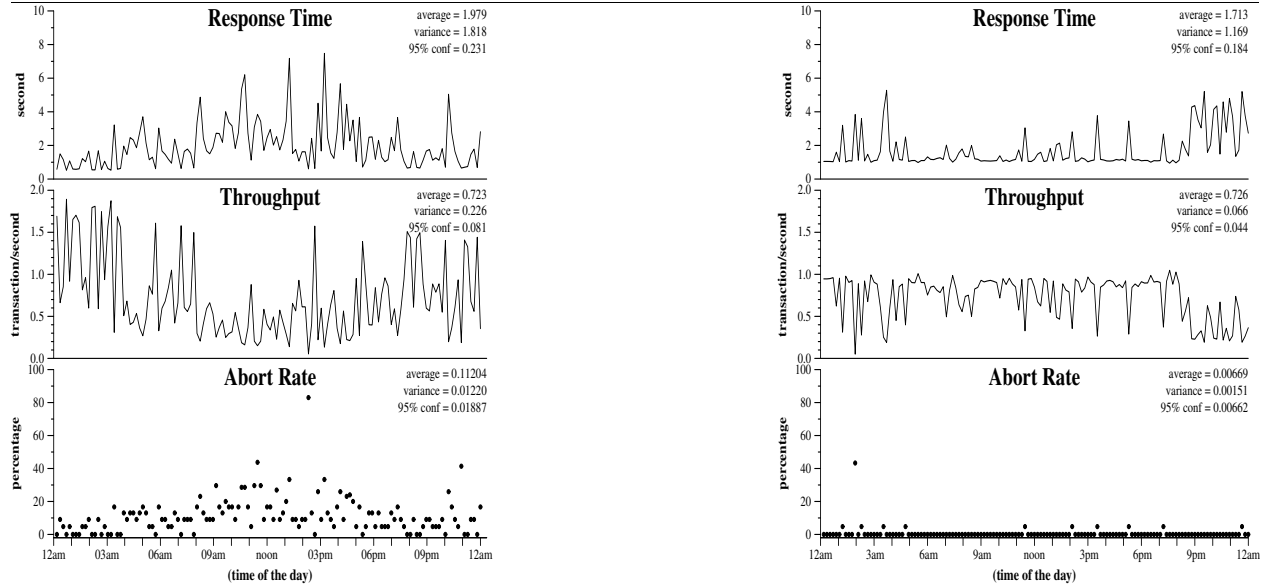 Response Time
average = 1.979
variance = 1.818
95% conf = 0.231
second
10
8
6
4
2
0
Throughput
average = 0.723
variance = 0.226
95% conf = 0.081
transaction/second
2.0
1.5
1.0
0.5
0.0
Abort Rate
average = 0.11204
variance = 0.01220
95% conf = 0.01887
percentage
100
80
60
40
20
0
12am 03am 06am 09am noon 03pm 06pm 09pm 12am
(time of the day)
Response Time
average = 1.713
variance = 1.169
95% conf = 0.184
second
10
8
6
4
2
0
Throughput
average = 0.726
variance = 0.066
95% conf = 0.044
transaction/second
2.0
1.5
1.0
0.5
0.0
Abort Rate
average = 0.00669
variance = 0.00151
95% conf = 0.00662
percentage
100
80
60
40
20
0
12am 3am 6am 9am noon 3pm 6pm 9pm 12am
(time of the day)